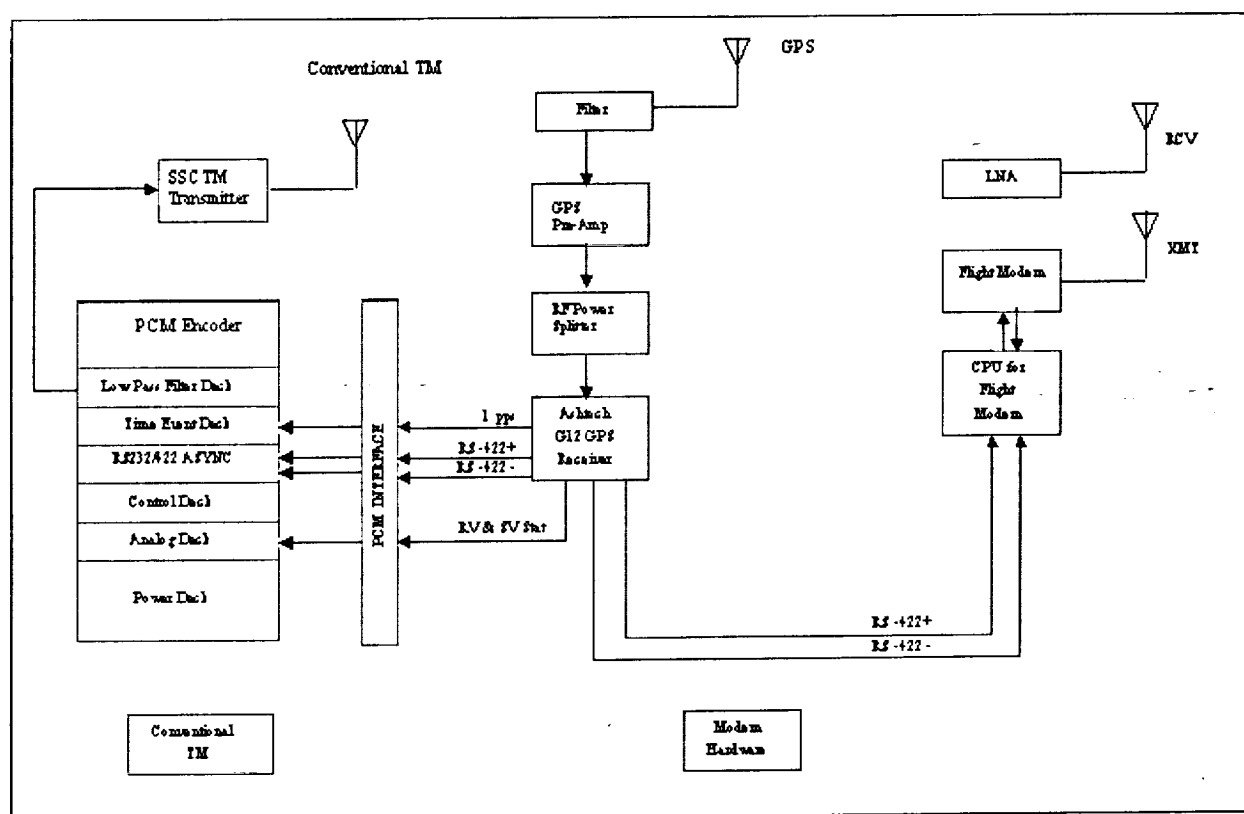 GPS
Conventional TM
Filter
RCV
SSC TM
Transmitter
LNA
GPS
Pre-Amp
XMT
Flight Modem
PCM Encoder
RF Power
Splitter
Low Pass Filter Deck
CPU for
Flight
Modem
Time Event Deck
1 pps
Ashtech
G12 GPS
Receiver
RS232/422 ASYNC
RS-422+
RS-422-
PCM INTERFACE
Control Deck
Analog Deck
RV & SV Stat
Power Deck
RS-422+
RS-422-
Conventional
TM
Modem
Hardware